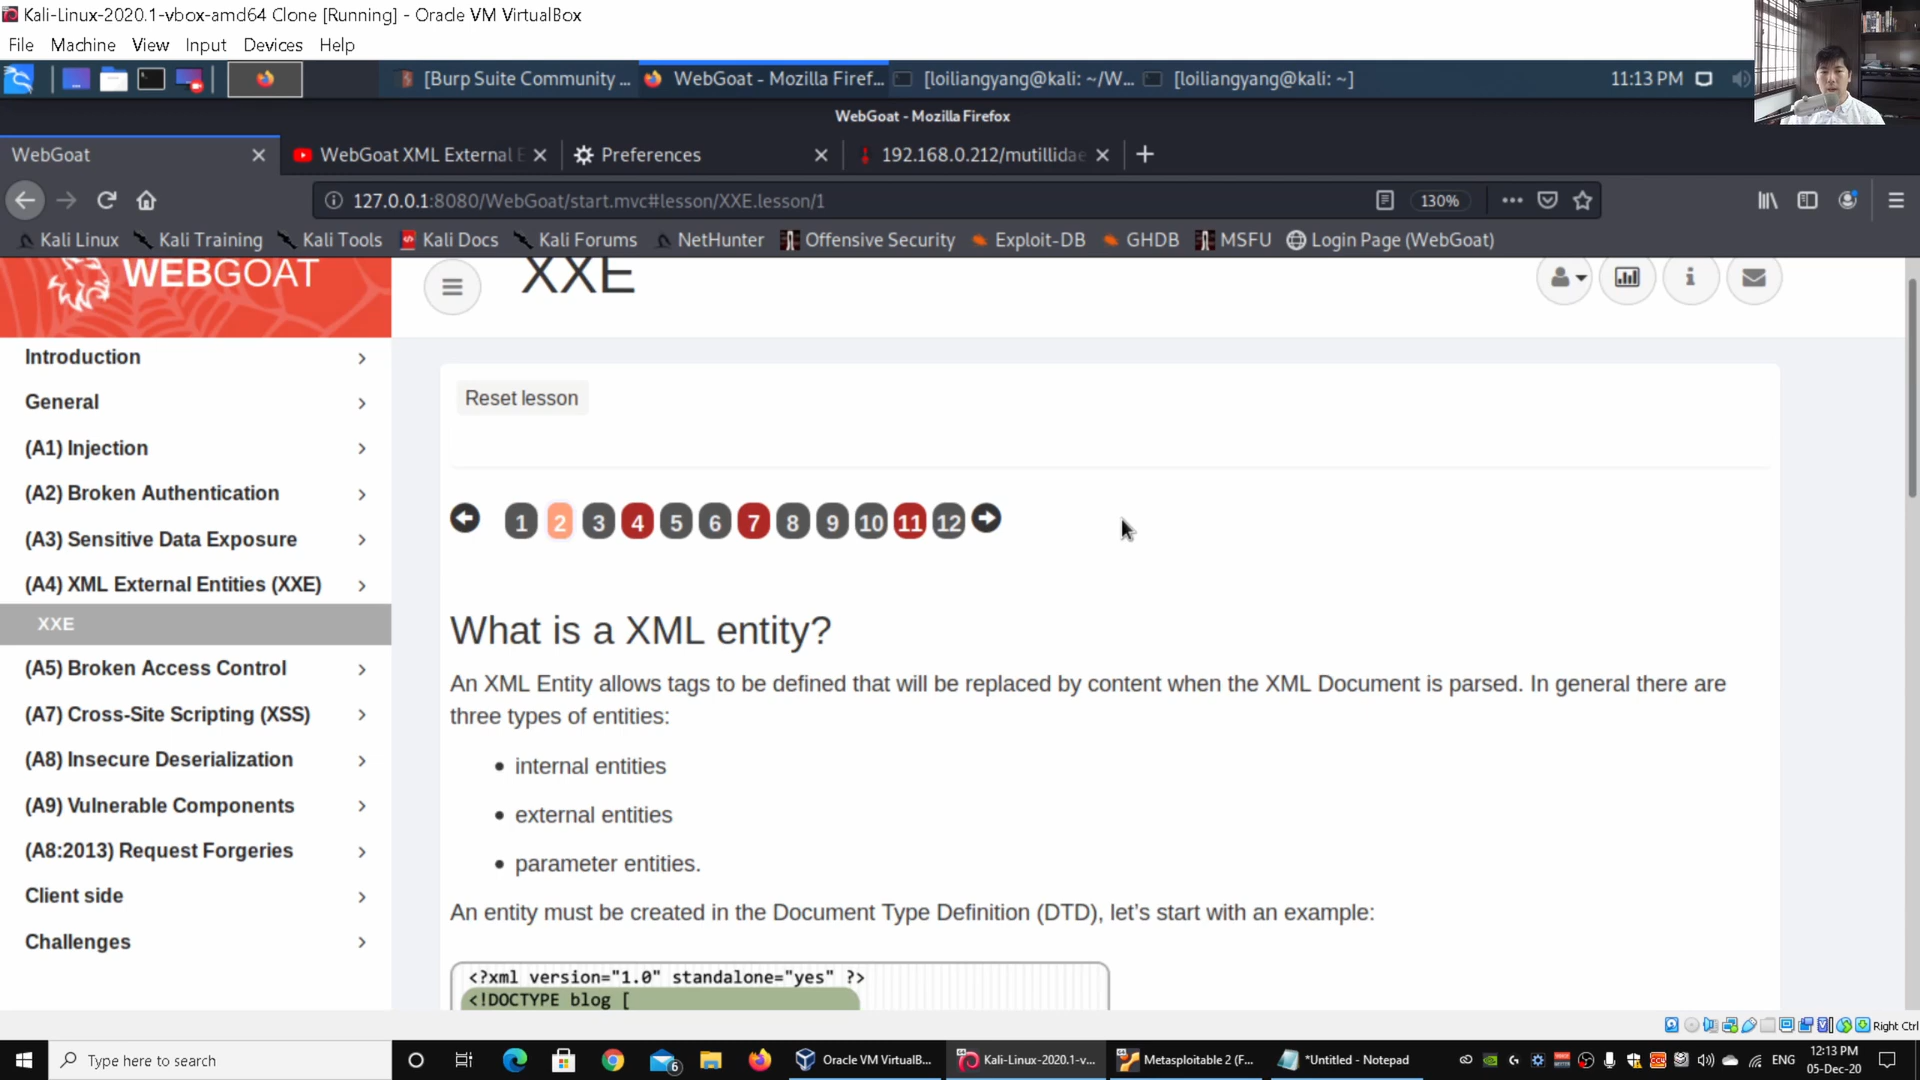 Kali-Linux-2020.1-vbox-amd64 Clone [Running] - Oracle VM VirtualBox
File Machine View Input Devices Help
[Burp Suite Community ... WebGoat - Mozilla Firef... [loiliangyang@kali: ~/W... [loiliangyang@kali: ~] 11:13 PM
WebGoat - Mozilla Firefox
WebGoat WebGoat XML External E Preferences 192.168.0.212/mutillidae
127.0.0.1:8080/WebGoat/start.mvc#lesson/XXE.lesson/1 130%
Kali Linux Kali Training Kali Tools Kali Docs Kali Forums NetHunter Offensive Security Exploit-DB GHDB MSFU Login Page (WebGoat)
WEBGOAT
XXE
Introduction
General
(A1) Injection
(A2) Broken Authentication
(A3) Sensitive Data Exposure
(A4) XML External Entities (XXE)
XXE
(A5) Broken Access Control
(A7) Cross-Site Scripting (XSS)
(A8) Insecure Deserialization
(A9) Vulnerable Components
(A8:2013) Request Forgeries
Client side
Challenges
Reset lesson
1 2 3 4 5 6 7 8 9 10 11 12
What is a XML entity?
An XML Entity allows tags to be defined that will be replaced by content when the XML Document is parsed. In general there are
three types of entities:
• internal entities
• external entities
• parameter entities.
An entity must be created in the Document Type Definition (DTD), let's start with an example:
<?xml version="1.0" standalone="yes" ?>
<!DOCTYPE blog [
Right Ctrl
Type here to search
6
Oracle VM VirtualB... Kali-Linux-2020.1-v... Metasploitable 2 (F... *Untitled - Notepad
ENG
12:13 PM
05-Dec-20